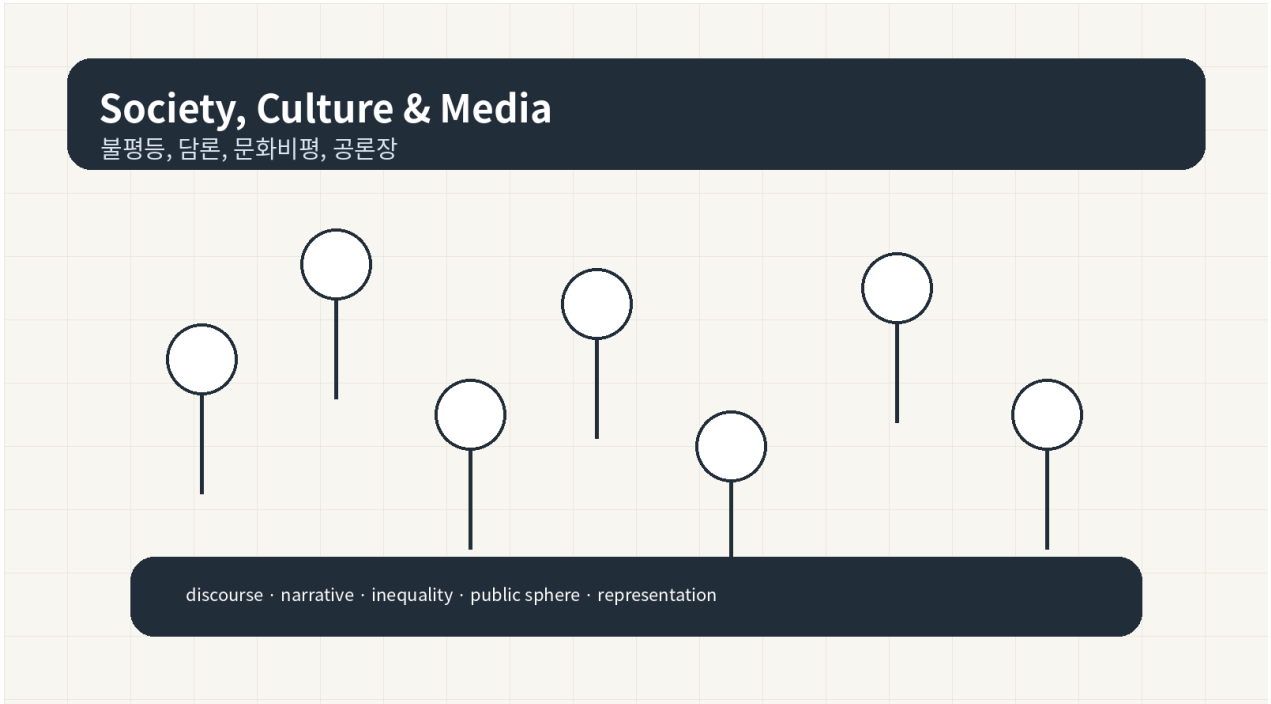 Society, Culture & Media
불평등, 담론, 문화비평, 공론장
discourse · narrative · inequality · public sphere · representation